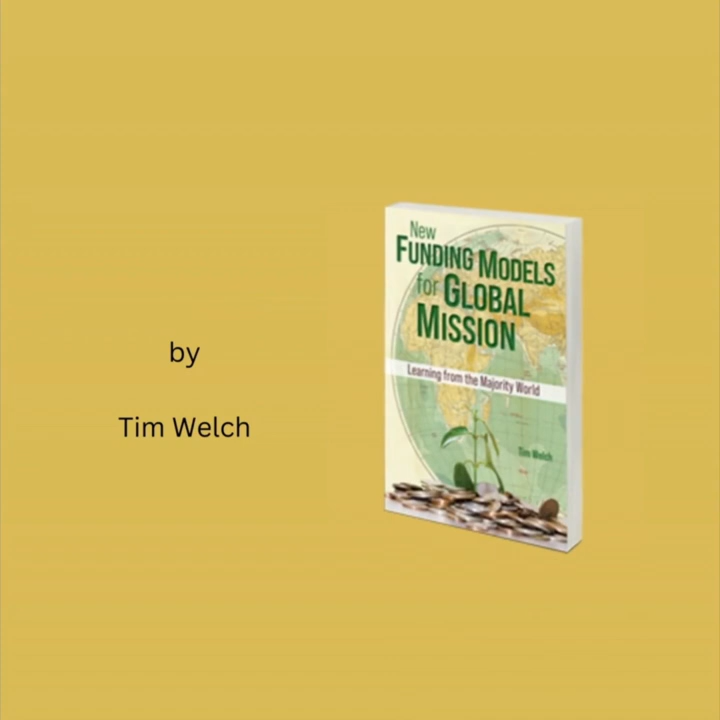 by
Tim Welch
New
FUNDING MODELS
for GLOBAL
MISSION
Learning from the Majority World
Tim Welch